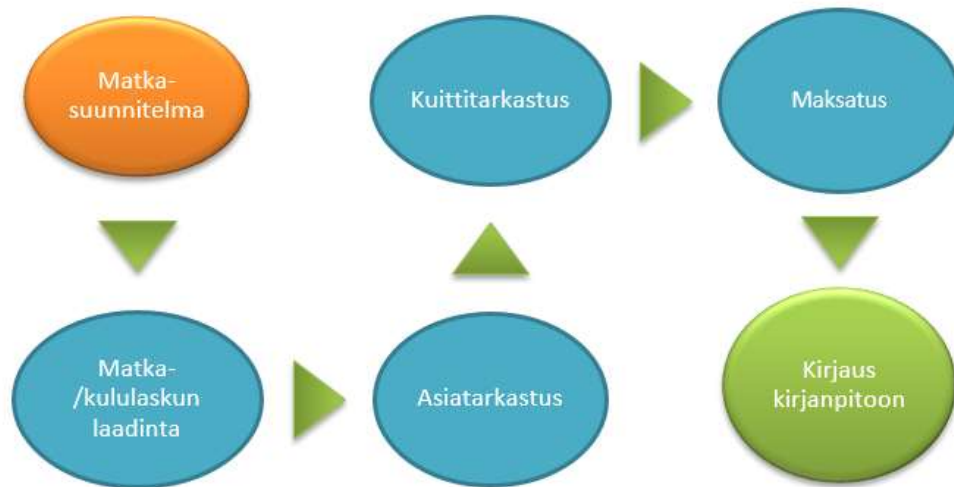 Matka-
suunnitelma
Matka-
/kululaskun
laadinta
Asiatarkastus
Kuittitarkastus
Maksatus
Kirjaus
kirjanpitoon